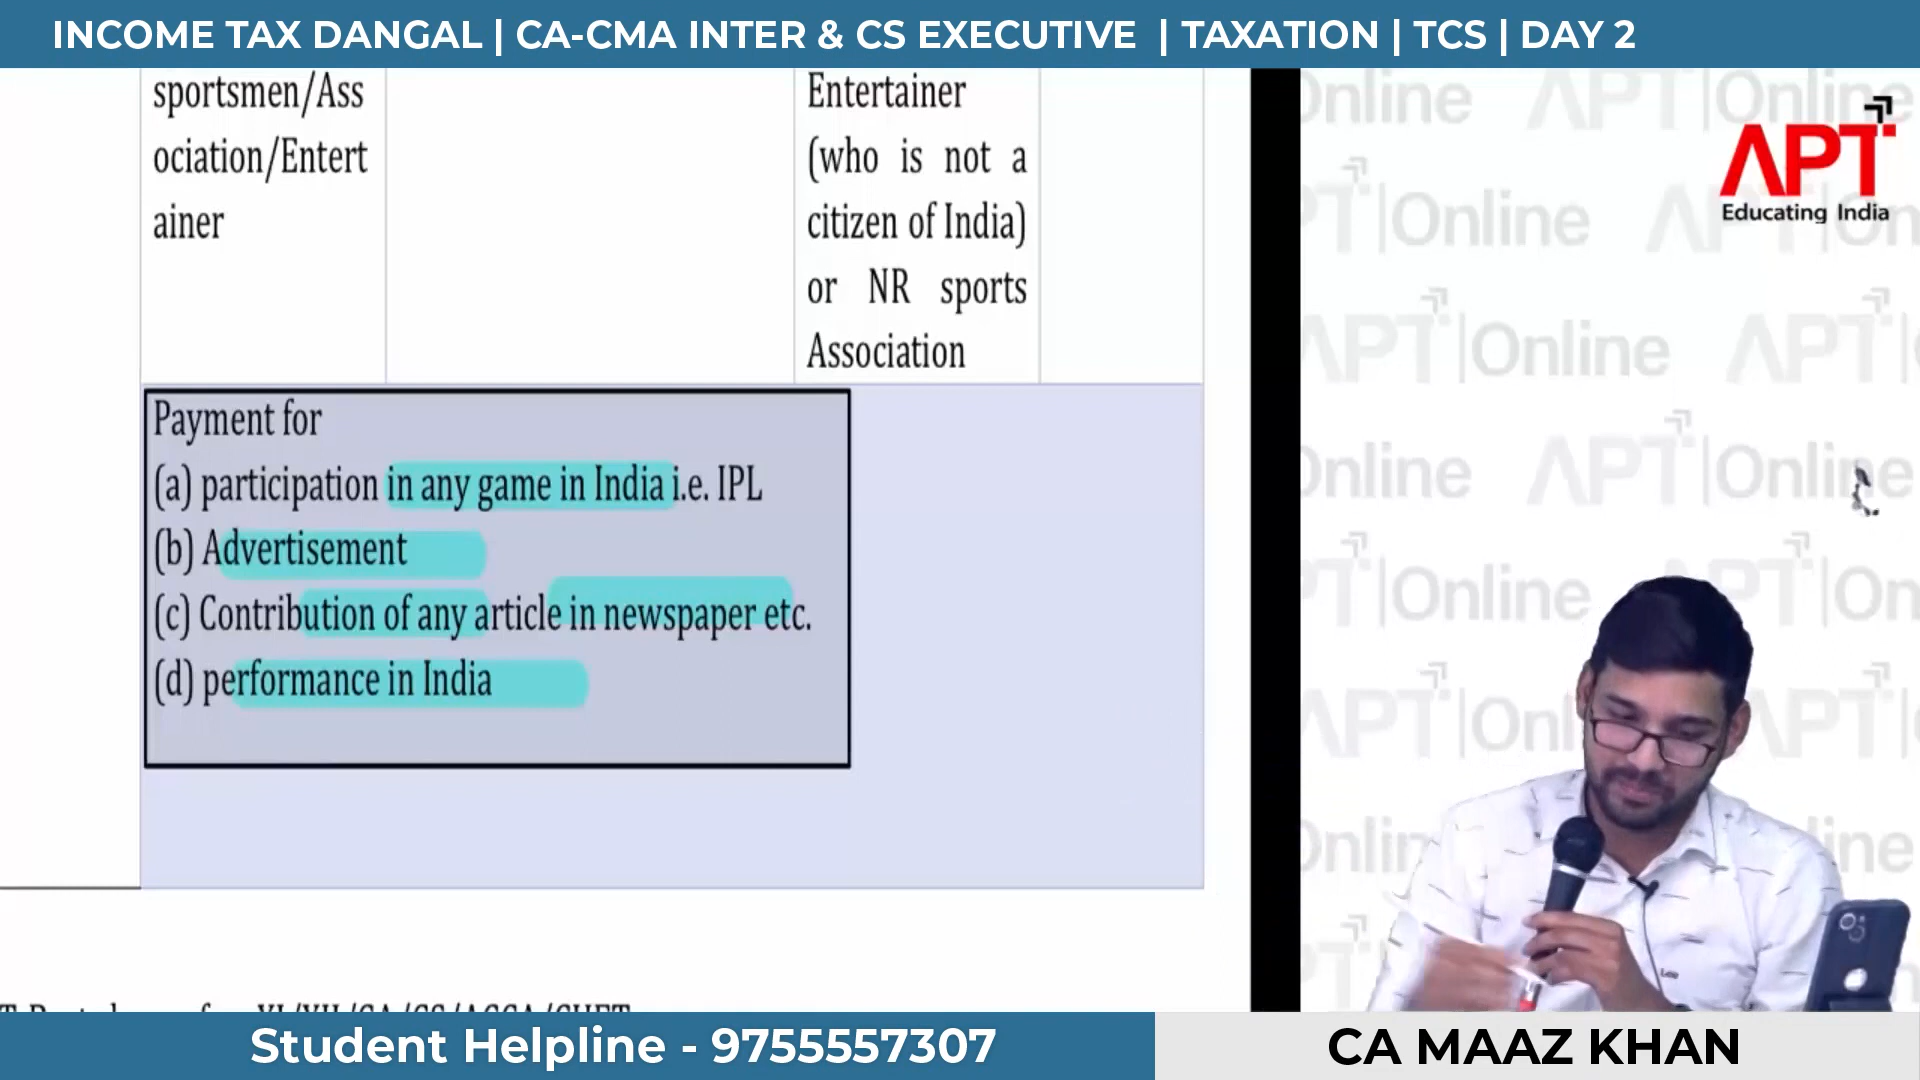 INCOME TAX DANGAL | CA-CMA INTER & CS EXECUTIVE | TAXATION | TCS | DAY 2
sportsmen/Ass
ociation/Entert
ainer
Entertainer
(who is not a
citizen of India)
or NR sports
Association
Payment for
(a) participation in any game in India i.e. IPL
(b) Advertisement
(c) Contribution of any article in newspaper etc.
(d) performance in India
APT
Educating India
APT|Online
Student Helpline - 9755557307
CA MAAZ KHAN